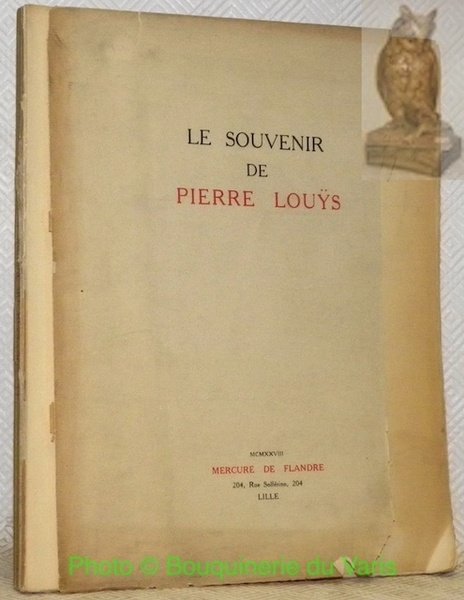 LE SOUVENIR
DE
PIERRE LOUŸS
MCMXXVIII
MERCURE DE FLANDRE
204, Rue Solférino, 204
LILLE
Photo © Bouquinerie du Varis